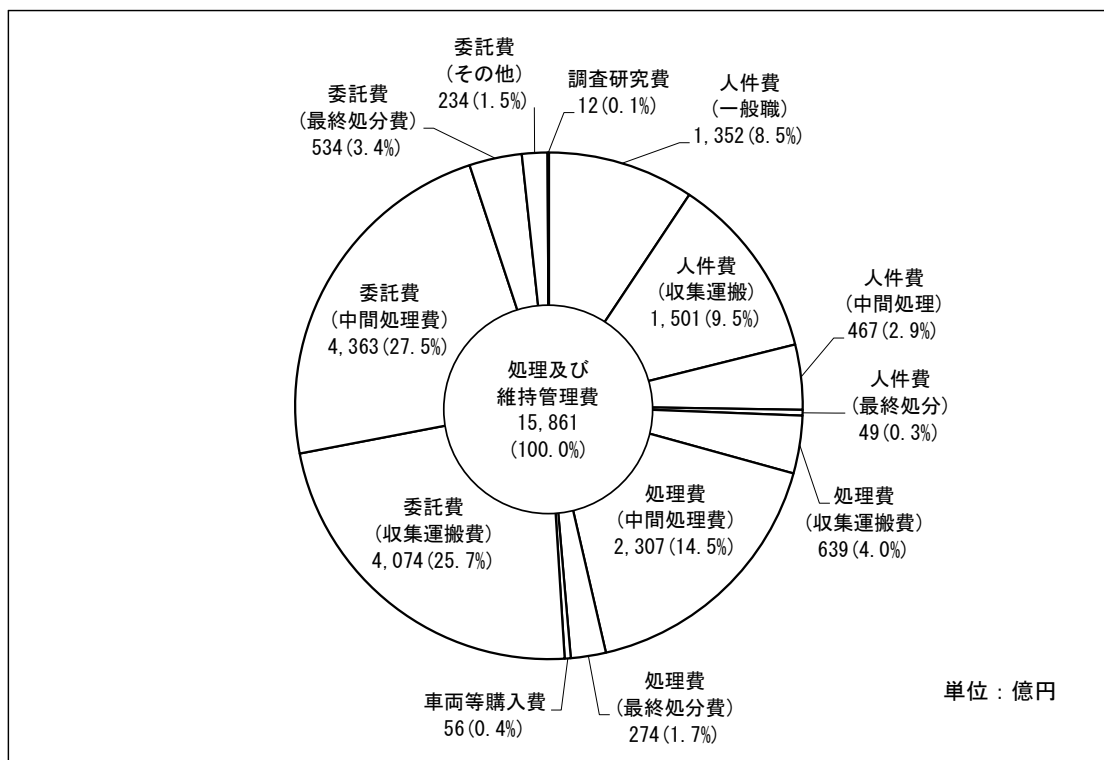 委託費
(その他)
234(1.5%)
調査研究費
12(0.1%)
人件費
(一般職)
1,352(8.5%)
委託費
(最終処分費)
534(3.4%)
人件費
(収集運搬)
1,501(9.5%)
人件費
(中間処理)
467(2.9%)
委託費
(中間処理費)
4,363(27.5%)
処理及び
維持管理費
15,861
(100.0%)
人件費
(最終処分)
49(0.3%)
処理費
(収集運搬費)
639(4.0%)
処理費
(中間処理費)
2,307(14.5%)
委託費
(収集運搬費)
4,074(25.7%)
車両等購入費
56(0.4%)
処理費
(最終処分費)
274(1.7%)
単位：億円